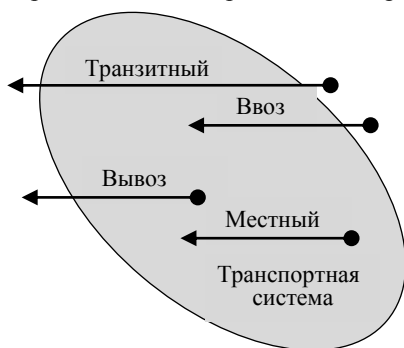 Транзитный
Ввоз
Вывоз
Местный
Транспортная
система